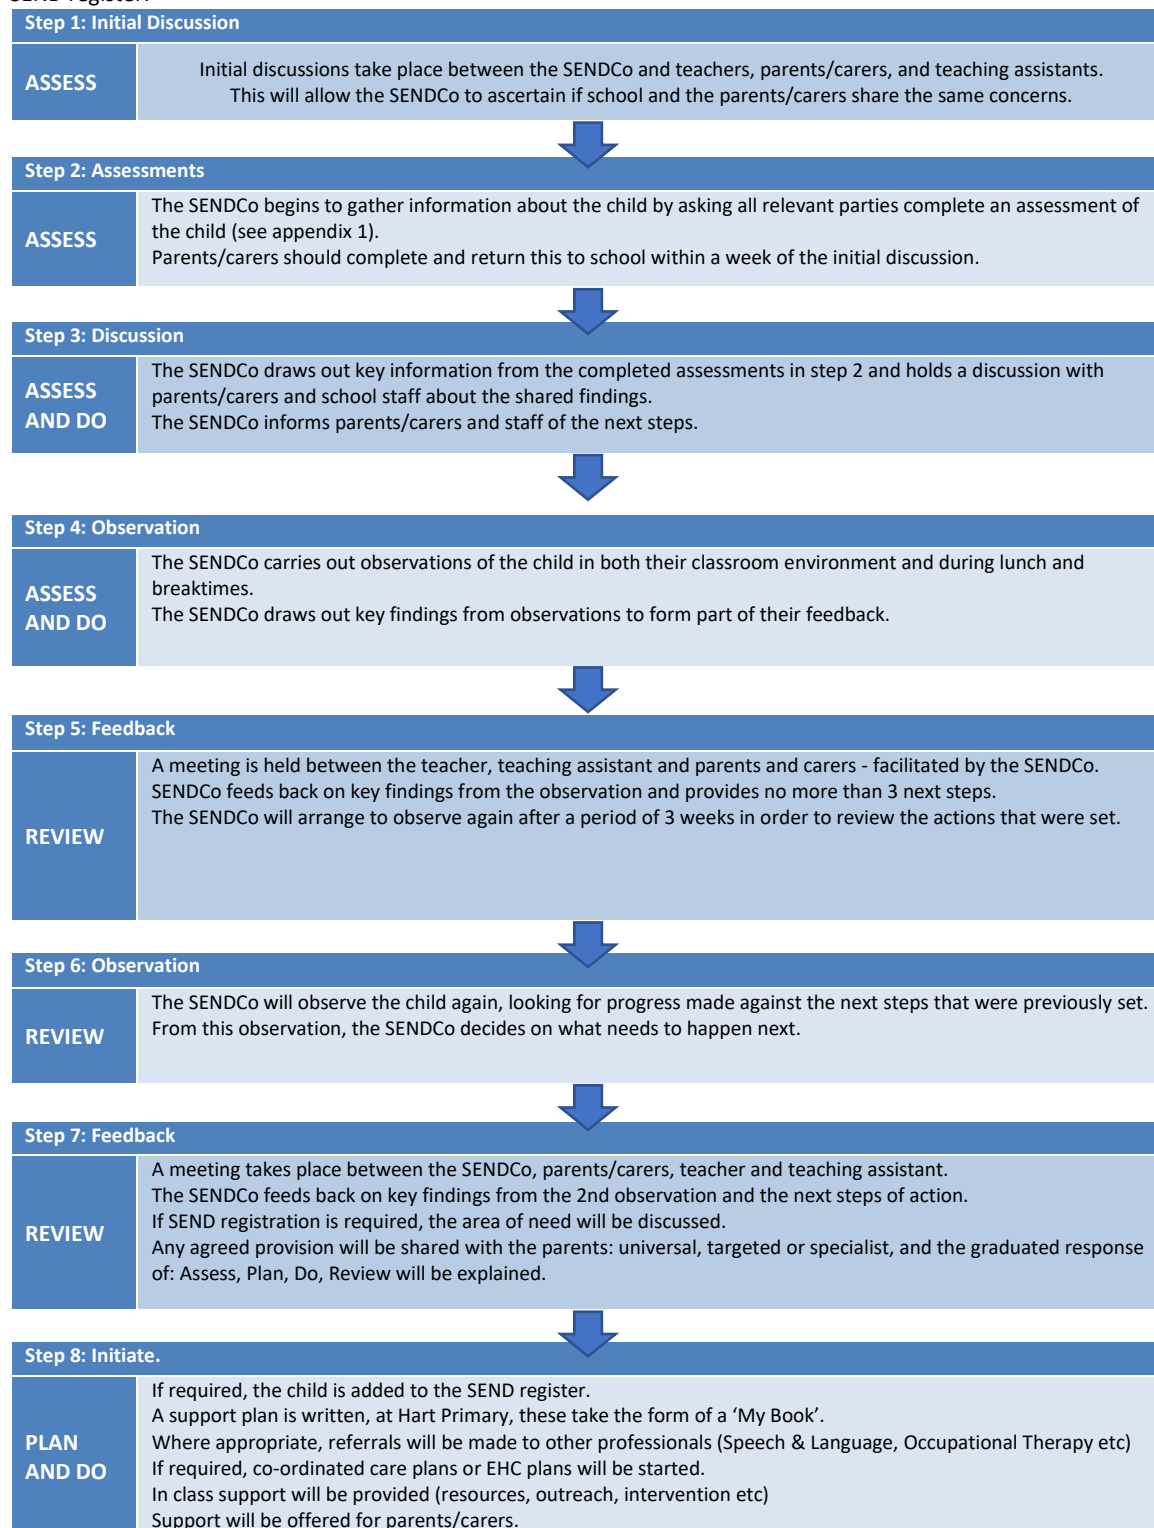 SEND register.
Step 1: Initial Discussion
ASSESS
Initial discussions take place between the SENDCo and teachers, parents/carers, and teaching assistants.
This will allow the SENDCo to ascertain if school and the parents/carers share the same concerns.
Step 2: Assessments
ASSESS
The SENDCo begins to gather information about the child by asking all relevant parties complete an assessment of
the child (see appendix 1).
Parents/carers should complete and return this to school within a week of the initial discussion.
Step 3: Discussion
ASSESS
AND DO
The SENDCo draws out key information from the completed assessments in step 2 and holds a discussion with
parents/carers and school staff about the shared findings.
The SENDCo informs parents/carers and staff of the next steps.
Step 4: Observation
ASSESS
AND DO
The SENDCo carries out observations of the child in both their classroom environment and during lunch and
breaktimes.
The SENDCo draws out key findings from observations to form part of their feedback.
Step 5: Feedback
REVIEW
A meeting is held between the teacher, teaching assistant and parents and carers - facilitated by the SENDCo.
SENDCo feeds back on key findings from the observation and provides no more than 3 next steps.
The SENDCo will arrange to observe again after a period of 3 weeks in order to review the actions that were set.
Step 6: Observation
REVIEW
The SENDCo will observe the child again, looking for progress made against the next steps that were previously set.
From this observation, the SENDCo decides on what needs to happen next.
Step 7: Feedback
REVIEW
A meeting takes place between the SENDCo, parents/carers, teacher and teaching assistant.
The SENDCo feeds back on key findings from the 2nd observation and the next steps of action.
If SEND registration is required, the area of need will be discussed.
Any agreed provision will be shared with the parents: universal, targeted or specialist, and the graduated response
of: Assess, Plan, Do, Review will be explained.
Step 8: Initiate.
PLAN
AND DO
If required, the child is added to the SEND register.
A support plan is written, at Hart Primary, these take the form of a ‘My Book’.
Where appropriate, referrals will be made to other professionals (Speech & Language, Occupational Therapy etc)
If required, co-ordinated care plans or EHC plans will be started.
In class support will be provided (resources, outreach, intervention etc)
Support will be offered for parents/carers.